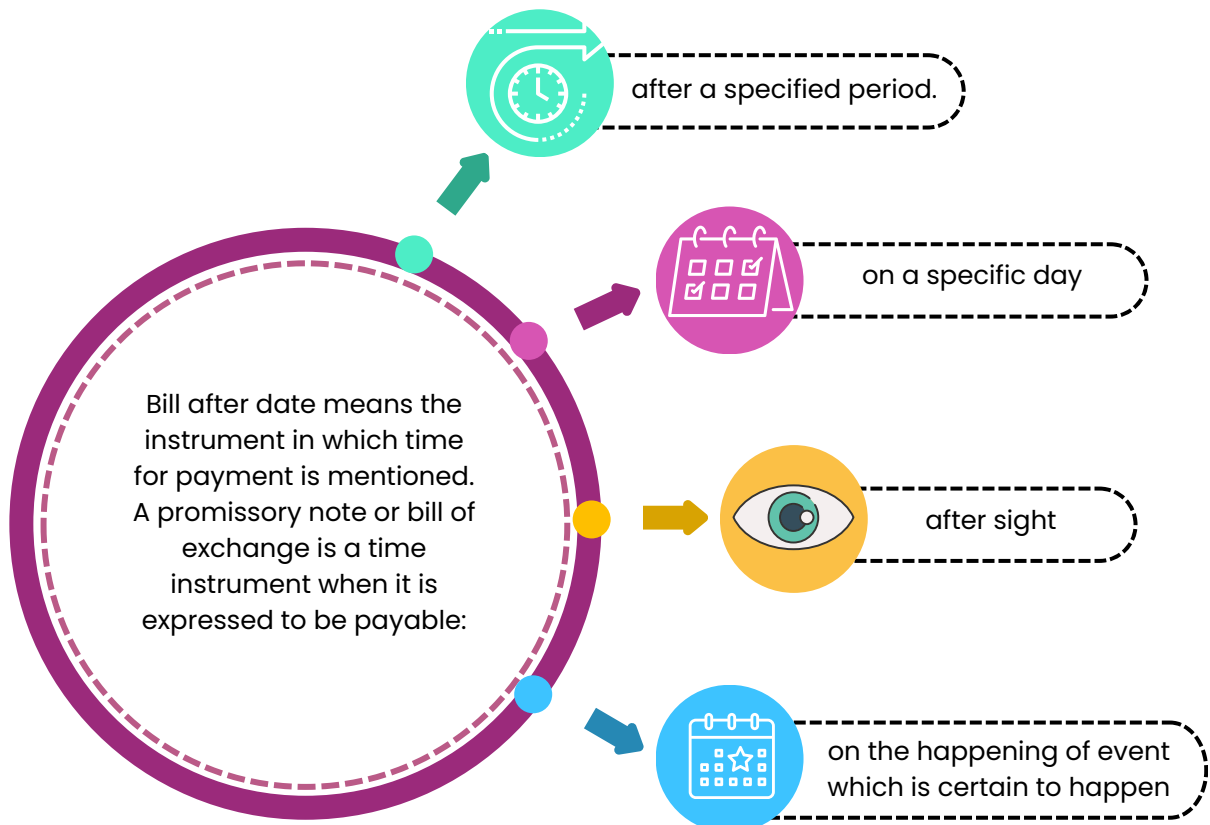 after a specified period.
on a specific day
Bill after date means the
instrument in which time
for payment is mentioned.
A promissory note or bill of
exchange is a time
instrument when it is
expressed to be payable:
after sight
on the happening of event
which is certain to happen